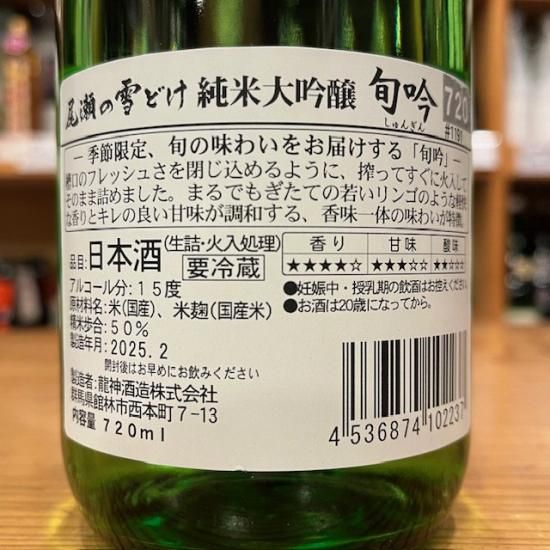 尾瀬の雪どけ 純米大吟醸 旬吟 720
しゅんぎん #1191
― 季節限定、旬の味わいをお届けする「旬吟」―
槽口のフレッシュさを閉じ込めるように、搾ってすぐに火入して
そのまま詰めました。まるでもぎたての若いリンゴのような
な香りとキレの良い甘味が調和する、香味一体の味わいが特徴。
品目:日本酒(生詰・火入処理) 要冷蔵
香り 甘味 酸味
★★★★☆ ★★★☆☆ ★★☆☆☆
アルコール分:15度
原材料名:米(国産)、米麹(国産米)
精米歩合:50%
製造年月:2025.2
開封後はお早めにお飲みください
●妊娠中・授乳期の飲酒はお控えください。
●お酒は20歳になってから。
製造者:龍神酒造株式会社
群馬県館林市西本町7-13
内容量 720ml
4 536874 102237